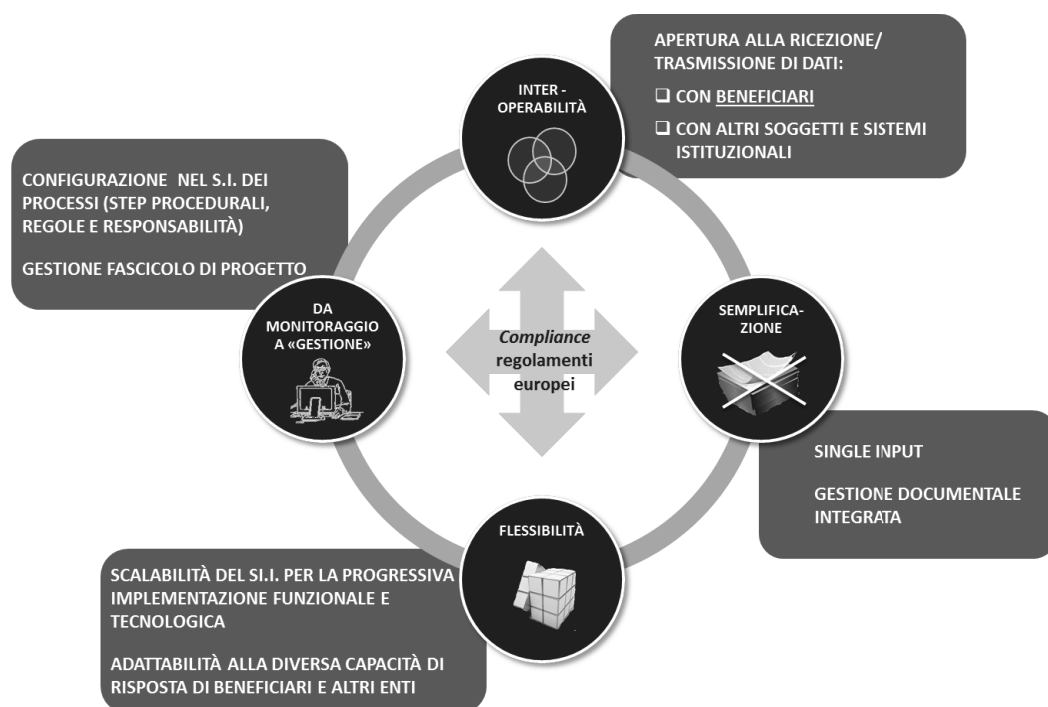 INTER -
OPERABILITÀ
APERTURA ALLA RICEZIONE/
TRASMISSIONE DI DATI:
❑ CON BENEFICIARI
❑ CON ALTRI SOGGETTI E SISTEMI
ISTITUZIONALI
CONFIGURAZIONE NEL S.I. DEI
PROCESSI (STEP PROCEDURALI,
REGOLE E RESPONSABILITÀ)
GESTIONE FASCICOLO DI PROGETTO
DA
MONITORAGGIO
A «GESTIONE»
Compliance
regolamenti
europei
SEMPLIFICA-
ZIONE
SINGLE INPUT
GESTIONE DOCUMENTALE
INTEGRATA
FLESSIBILITÀ
SCALABILITÀ DEL SI.I. PER LA PROGRESSIVA
IMPLEMENTAZIONE FUNZIONALE E
TECNOLOGICA
ADATTABILITÀ ALLA DIVERSA CAPACITÀ DI
RISPOSTA DI BENEFICIARI E ALTRI ENTI